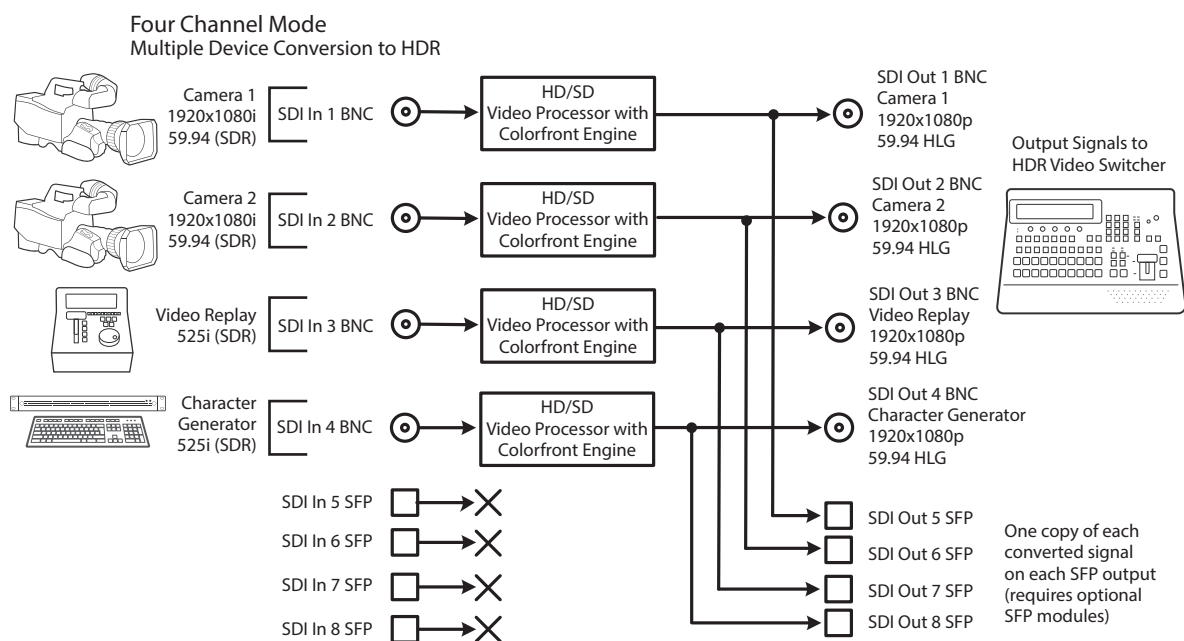 Four Channel Mode
Multiple Device Conversion to HDR
Camera 1
1920x1080i
59.94 (SDR)
SDI In 1 BNC
HD/SD
Video Processor with
Colorfront Engine
SDI Out 1 BNC
Camera 1
1920x1080p
59.94 HLG
Output Signals to
HDR Video Switcher
Camera 2
1920x1080i
59.94 (SDR)
SDI In 2 BNC
HD/SD
Video Processor with
Colorfront Engine
SDI Out 2 BNC
Camera 2
1920x1080p
59.94 HLG
Video Replay
525i (SDR)
SDI In 3 BNC
HD/SD
Video Processor with
Colorfront Engine
SDI Out 3 BNC
Video Replay
1920x1080p
59.94 HLG
Character
Generator
525i (SDR)
SDI In 4 BNC
HD/SD
Video Processor with
Colorfront Engine
SDI Out 4 BNC
Character Generator
1920x1080p
59.94 HLG
SDI In 5 SFP
SDI In 6 SFP
SDI In 7 SFP
SDI In 8 SFP
SDI Out 5 SFP
SDI Out 6 SFP
SDI Out 7 SFP
SDI Out 8 SFP
One copy of each
converted signal
on each SFP output
(requires optional
SFP modules)